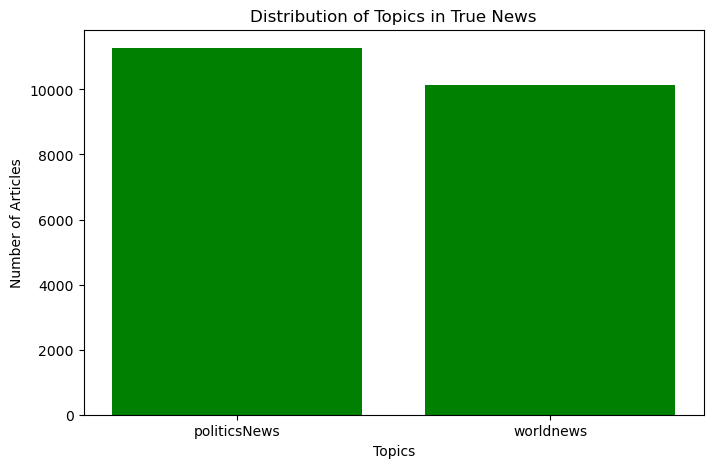 Distribution of Topics in True News
Number of Articles
10000
8000
6000
4000
2000
0
politicsNews
worldnews
Topics